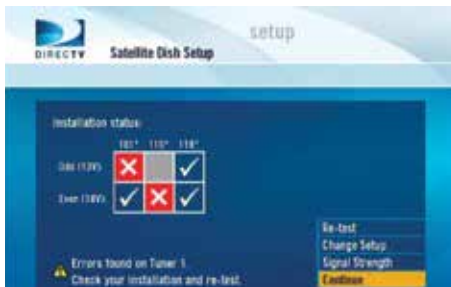 setup
DIRECTV
Satellite Dish Setup
Installation status:
101° 110° 119°
Odd (13V):
Even (18V):
Re-test
Change Setup
Signal Strength
Errors found on Tuner 1.
Check your installation and re-test.
Continue